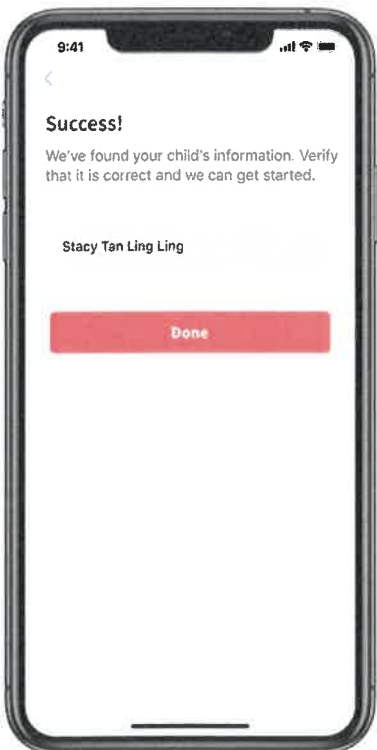 9:41
Success!
We've found your child's information. Verify
that it is correct and we can get started.
Stacy Tan Ling Ling
Done